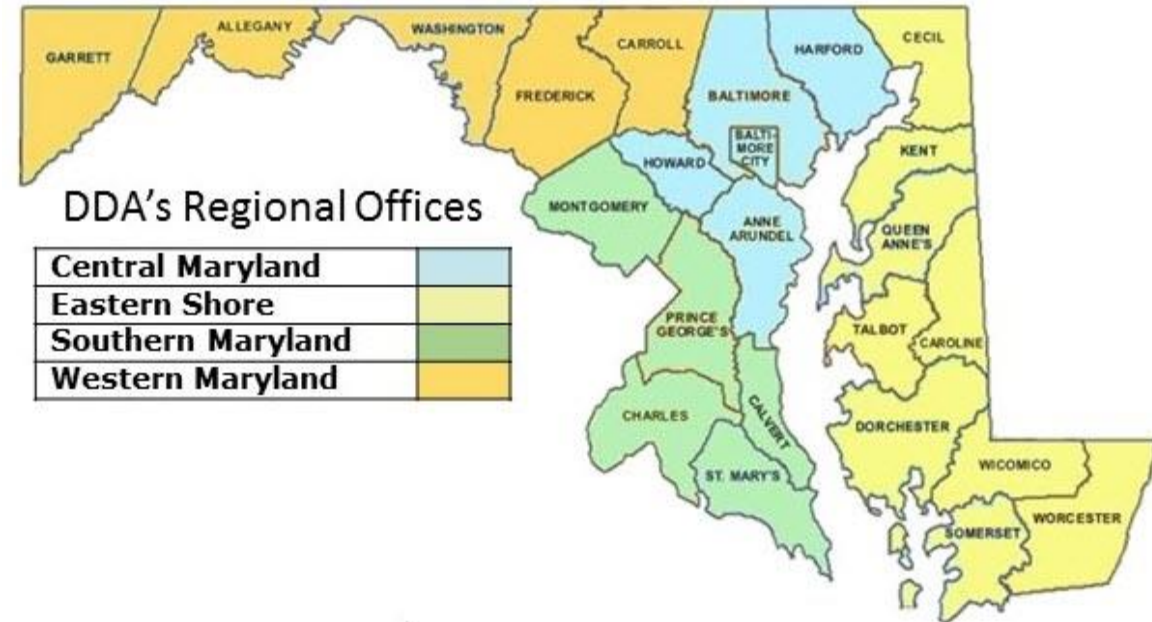 GARRETT
ALLEGANY
WASHINGTON
FREDERICK
CARROLL
BALTIMORE
BALTI-
MORE
CITY
HARFORD
CECIL
HOWARD
KENT
MONTGOMERY
ANNE
ARUNDEL
QUEEN
ANNE'S
DDA's Regional Offices
Central Maryland
Eastern Shore
Southern Maryland
Western Maryland
PRINCE
GEORGE'S
TALBOT
CAROLINE
CHARLES
CALVERT
DORCHESTER
ST. MARY'S
WICOMICO
SOMERSET
WORCESTER